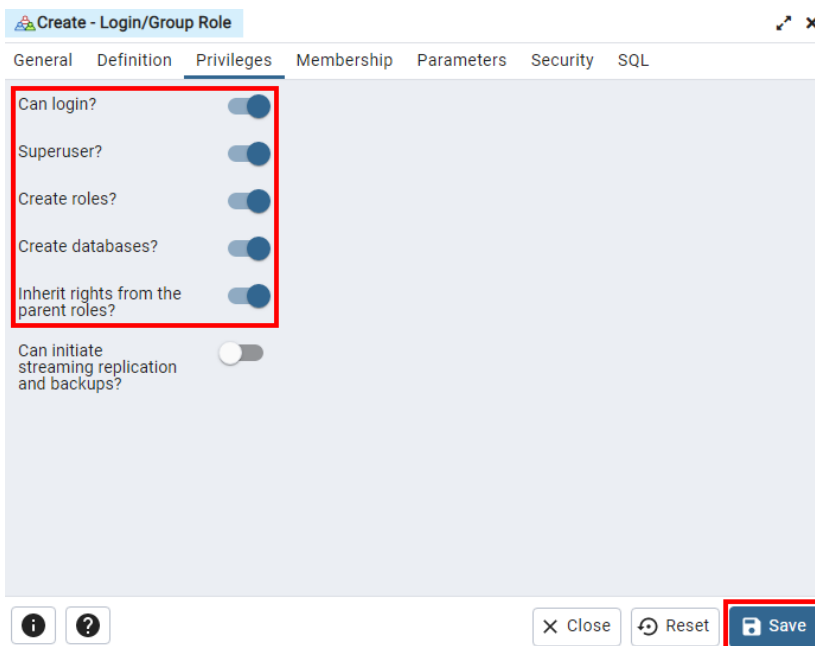 Create - Login/Group Role
General Definition Privileges Membership Parameters Security SQL
Can login?
Superuser?
Create roles?
Create databases?
Inherit rights from the
parent roles?
Can initiate
streaming replication
and backups?
Close Reset Save